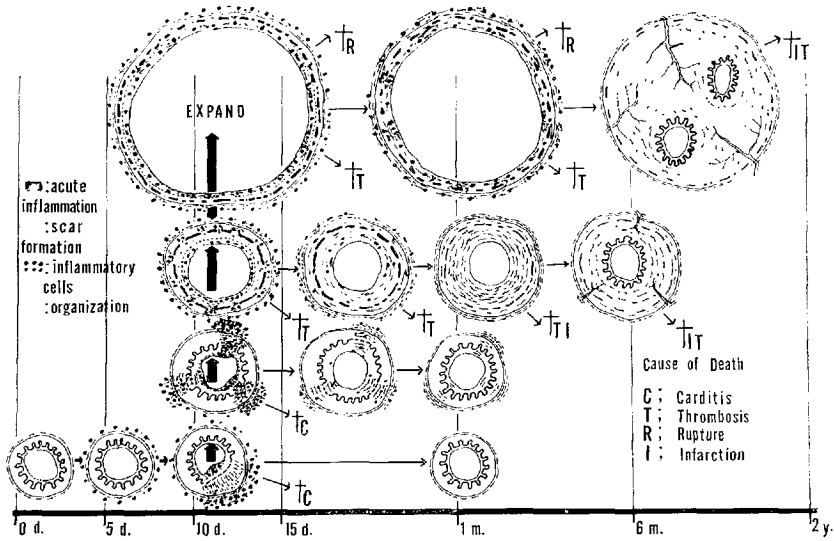 †R
†R
†IT
EXPAND
†IT
†T
:acute
inflammation
:scar
formation
:inflammatory
cells
:organization
†T
†T
†TI
†IT
†C
†C
Cause of Death
C; Carditis
T; Thrombosis
R; Rupture
I; Infarction
0 d.
5 d.
10 d.
15 d.
1 m.
6 m.
2 y.